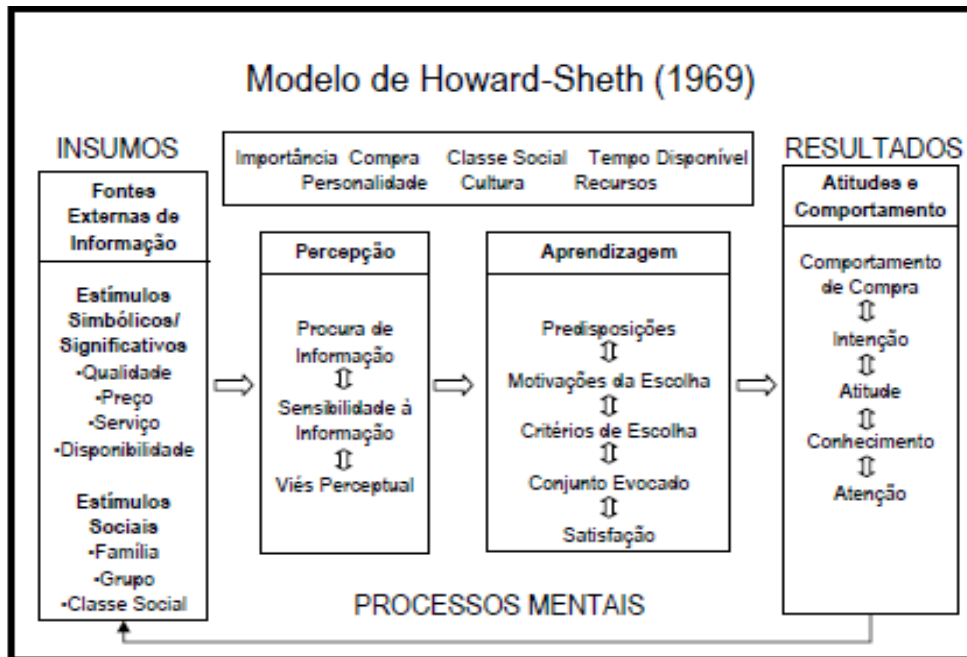 Modelo de Howard-Sheth (1969)
INSUMOS
Fontes
Externas de
Informação
Estímulos
Simbólicos/
Significativos
•Qualidade
•Preço
•Serviço
•Disponibilidade
Estímulos
Sociais
•Família
•Grupo
•Classe Social
Importância Compra Classe Social Tempo Disponível
Personalidade Cultura Recursos
Percepção
Procura de
Informação
Sensibilidade à
Informação
Viés Perceptual
Aprendizagem
Predisposições
Motivações da Escolha
Critérios de Escolha
Conjunto Evocado
Satisfação
RESULTADOS
Atitudes e
Comportamento
Comportamento
de Compra
Intenção
Atitude
Conhecimento
Atenção
PROCESSOS MENTAIS